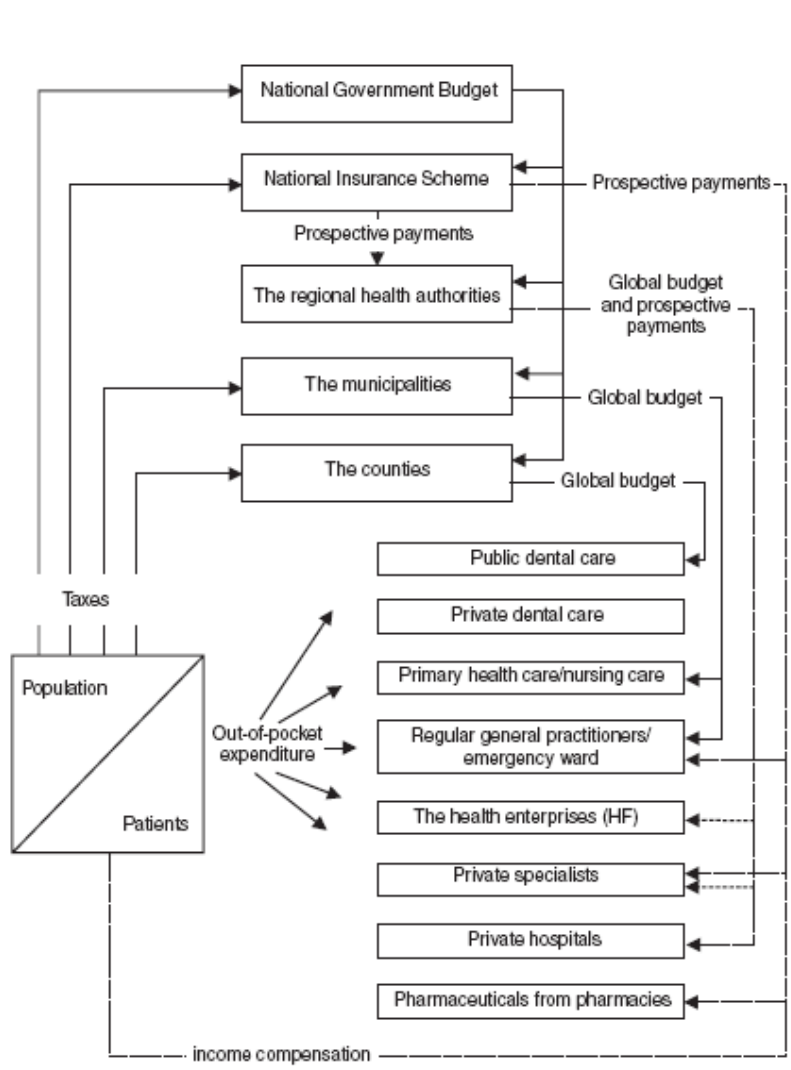 National Government Budget
National Insurance Scheme
Prospective payments
Prospective payments
The regional health authorities
Global budget
and prospective
payments
The municipalities
Global budget
The counties
Global budget
Public dental care
Taxes
Private dental care
Population
Primary health care/nursing care
Out-of-pocket
expenditure
Regular general practitioners/
emergency ward
Patients
The health enterprises (HF)
Private specialists
Private hospitals
Pharmaceuticals from pharmacies
income compensation